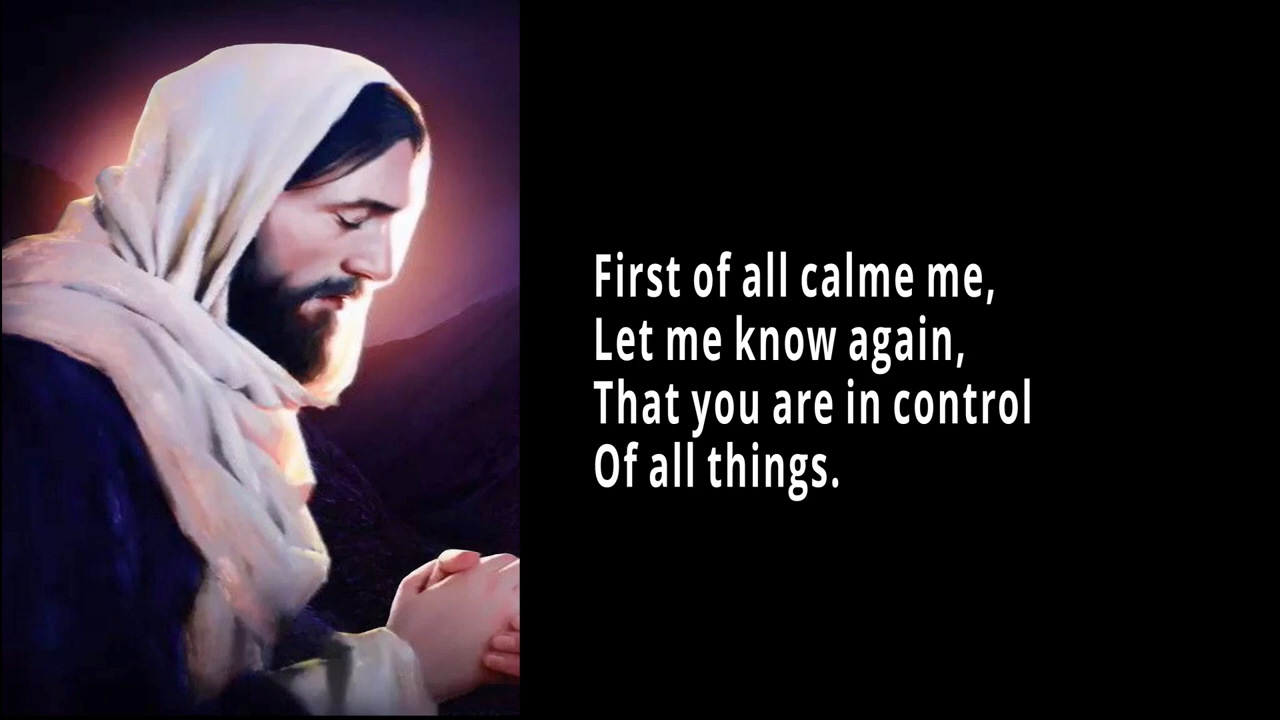 First of all calme me,
Let me know again,
That you are in control
Of all things.